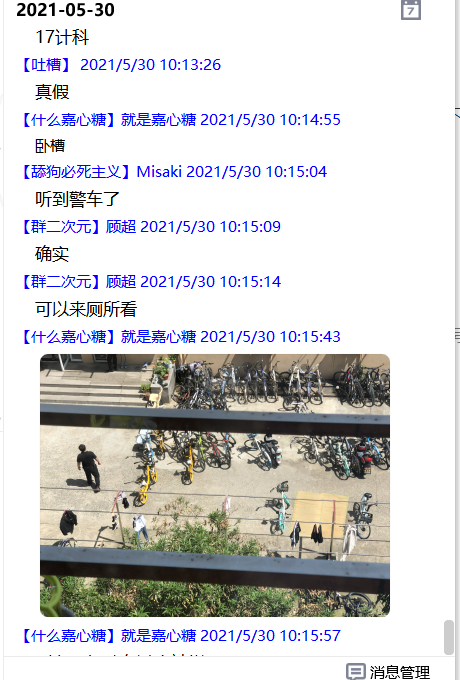 2021-05-30
7
17计科
【吐槽】 2021/5/30 10:13:26
真假
【什么嘉心糖】就是嘉心糖 2021/5/30 10:14:55
卧槽
【舔狗必死主义】Misaki 2021/5/30 10:15:04
听到警车了
【群二次元】顾超 2021/5/30 10:15:09
确实
【群二次元】顾超 2021/5/30 10:15:14
可以来厕所看
【什么嘉心糖】就是嘉心糖 2021/5/30 10:15:43
【什么嘉心糖】就是嘉心糖 2021/5/30 10:15:57
消息管理